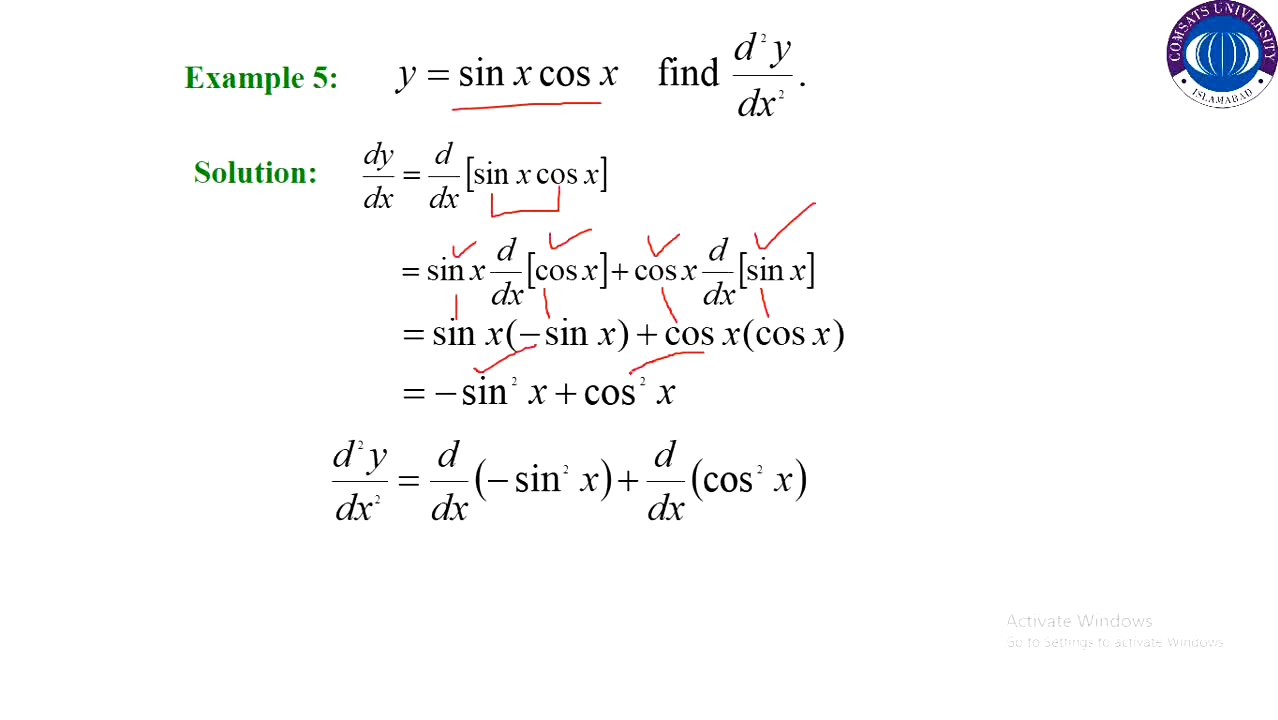 COMSATS UNIVERSITY
ISLAMABAD
Example 5: y = sin x cos x find d²y/dx².
Solution: dy/dx = d/dx [sin x cos x]
= sin x d/dx [cos x] + cos x d/dx [sin x]
= sin x(−sin x) + cos x(cos x)
= −sin² x + cos² x
d²y/dx² = d/dx (−sin² x) + d/dx (cos² x)
Activate Windows
Go to Settings to activate Windows